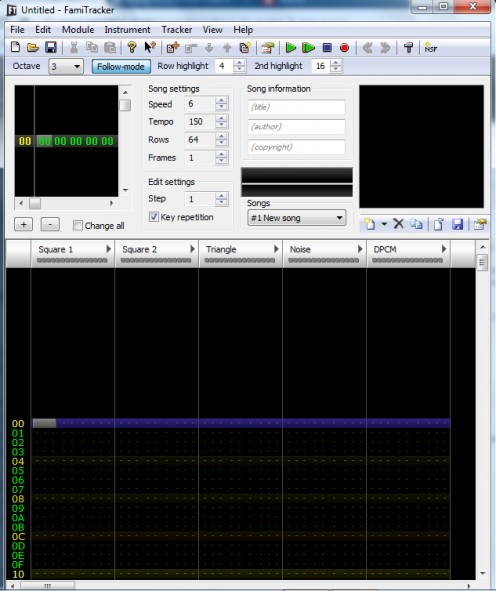 Untitled - FamiTracker
File Edit Module Instrument Tracker View Help
NSF
Octave 3 Follow-mode Row highlight 4 2nd highlight 16
Song settings
Speed 6
Tempo 150
Rows 64
Frames 1
Song information
(title)
(author)
(copyright)
00 00 00 00 00 00
Edit settings
Step 1
Key repetition
Songs
#1 New song
+ - Change all
Square 1 Square 2 Triangle Noise DPCM
00
01
02
03
04
05
06
07
08
09
0A
0B
0C
0D
0E
0F
10